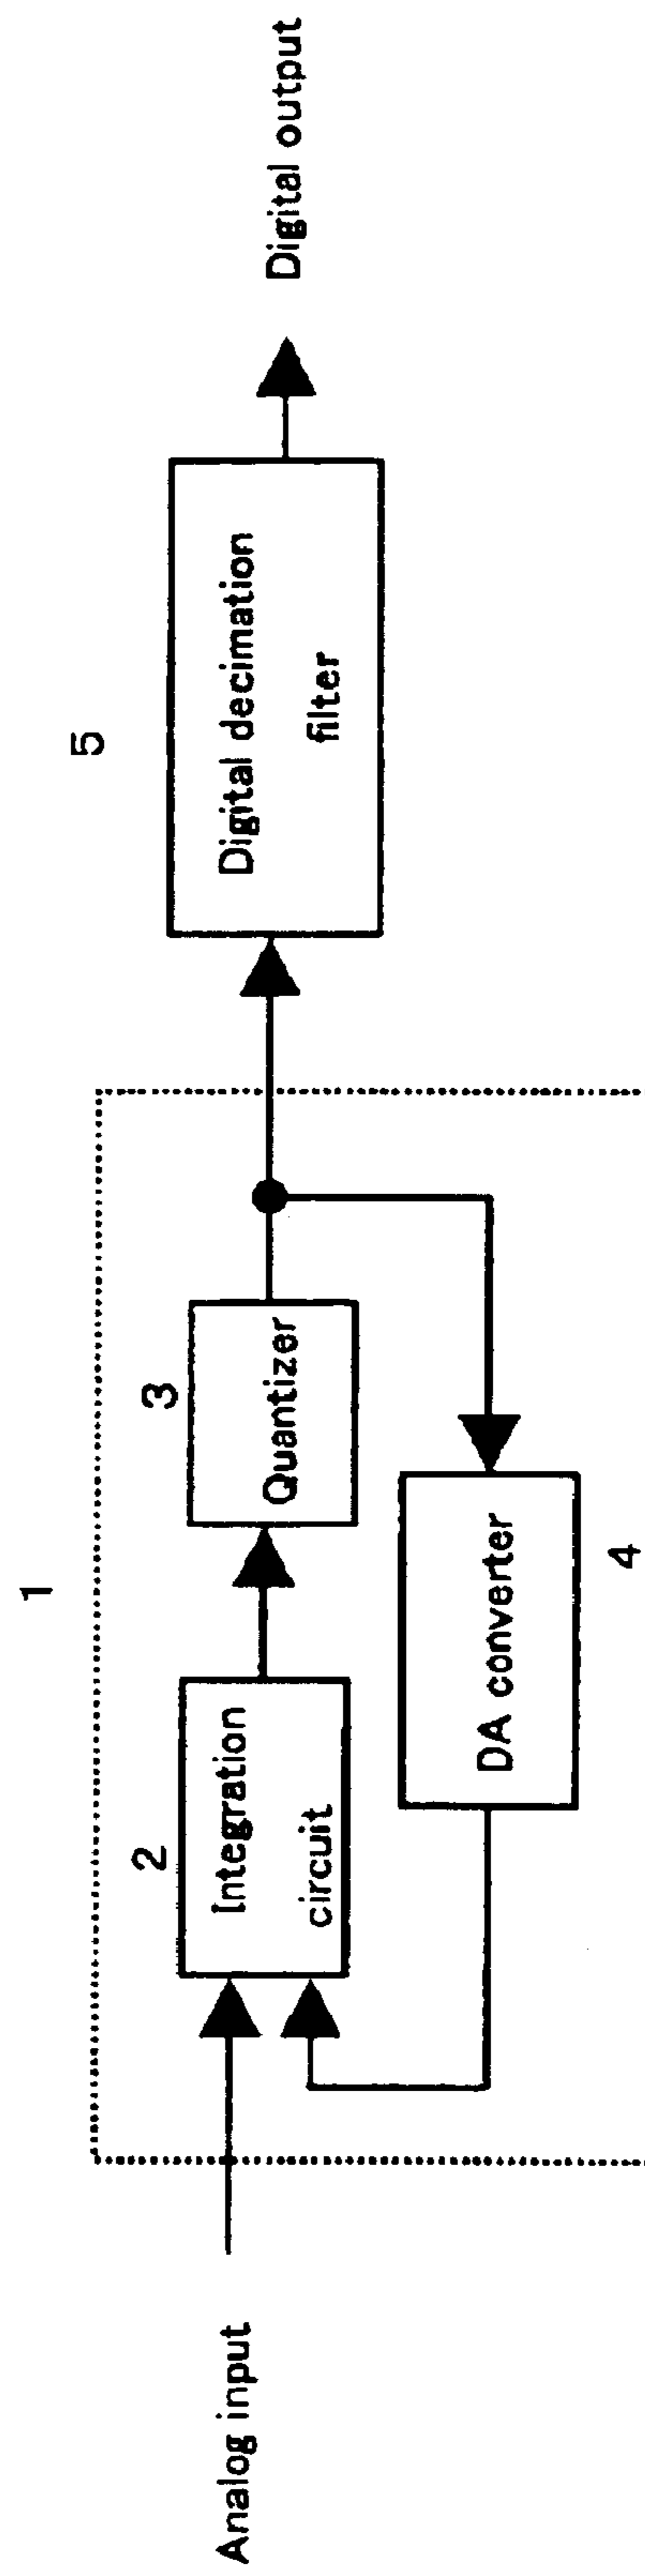 1
2
3
5
Analog input
Integration
circuit
Quantizer
Digital decimation
filter
Digital output
DA converter
4